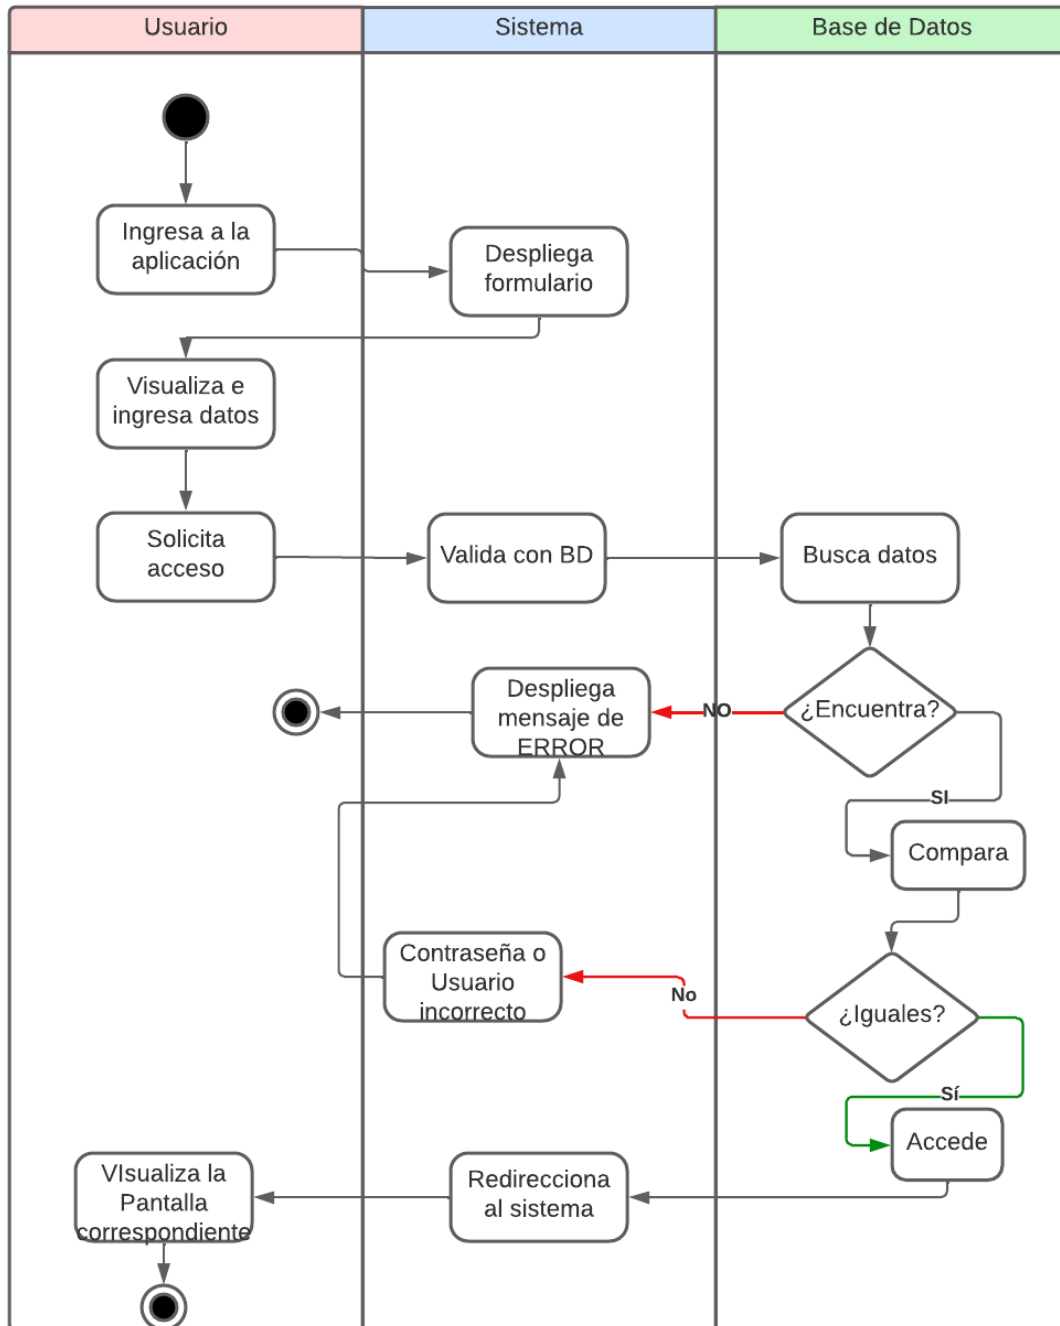 Usuario
Sistema
Base de Datos
Ingresa a la
aplicación
Despliega
formulario
Visualiza e
ingresa datos
Solicita
acceso
Valida con BD
Busca datos
Despliega
mensaje de
ERROR
NO
¿Encuentra?
SI
Compara
Contraseña o
Usuario
incorrecto
No
¿Iguales?
Sí
Accede
VIsualiza la
Pantalla
correspondiente
Redirecciona
al sistema